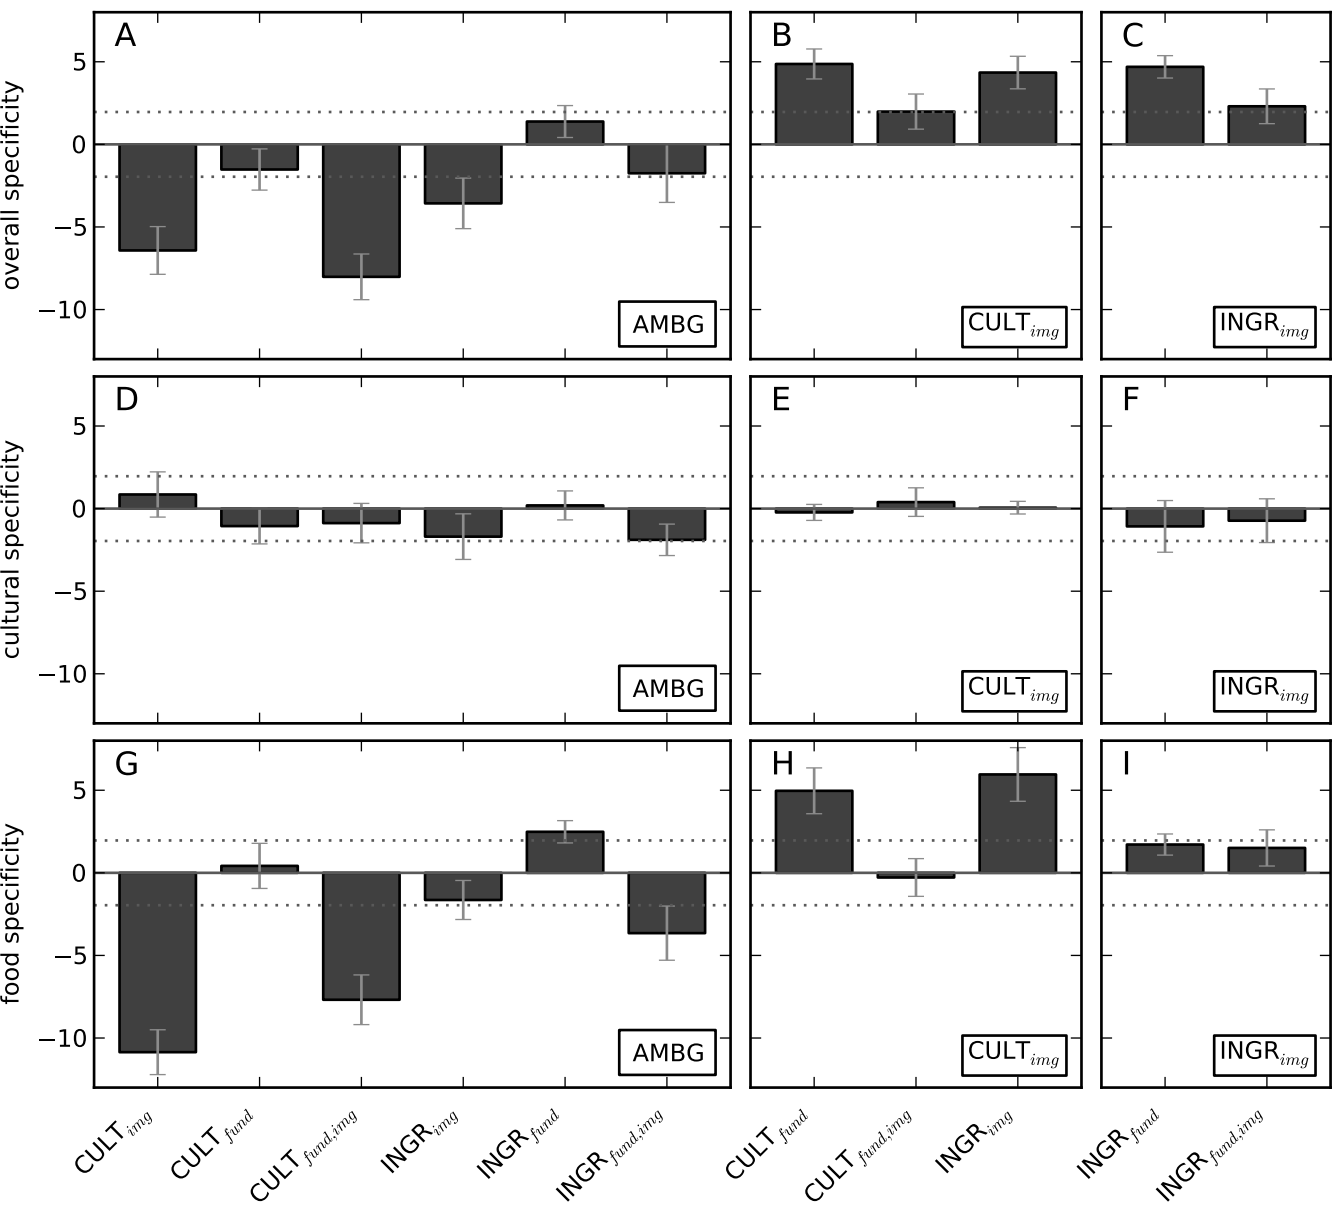 A
B
C
overall specificity
5
0
−5
−10
AMBG
CULTimg
INGRimg
D
E
F
cultural specificity
5
0
−5
−10
AMBG
CULTimg
INGRimg
G
H
I
food specificity
5
0
−5
−10
AMBG
CULTimg
INGRimg
CULTimg
CULTfund
CULTfund,img
INGRimg
INGRfund
INGRfund,img
CULTfund
CULTfund,img
INGRimg
INGRfund
INGRfund,img